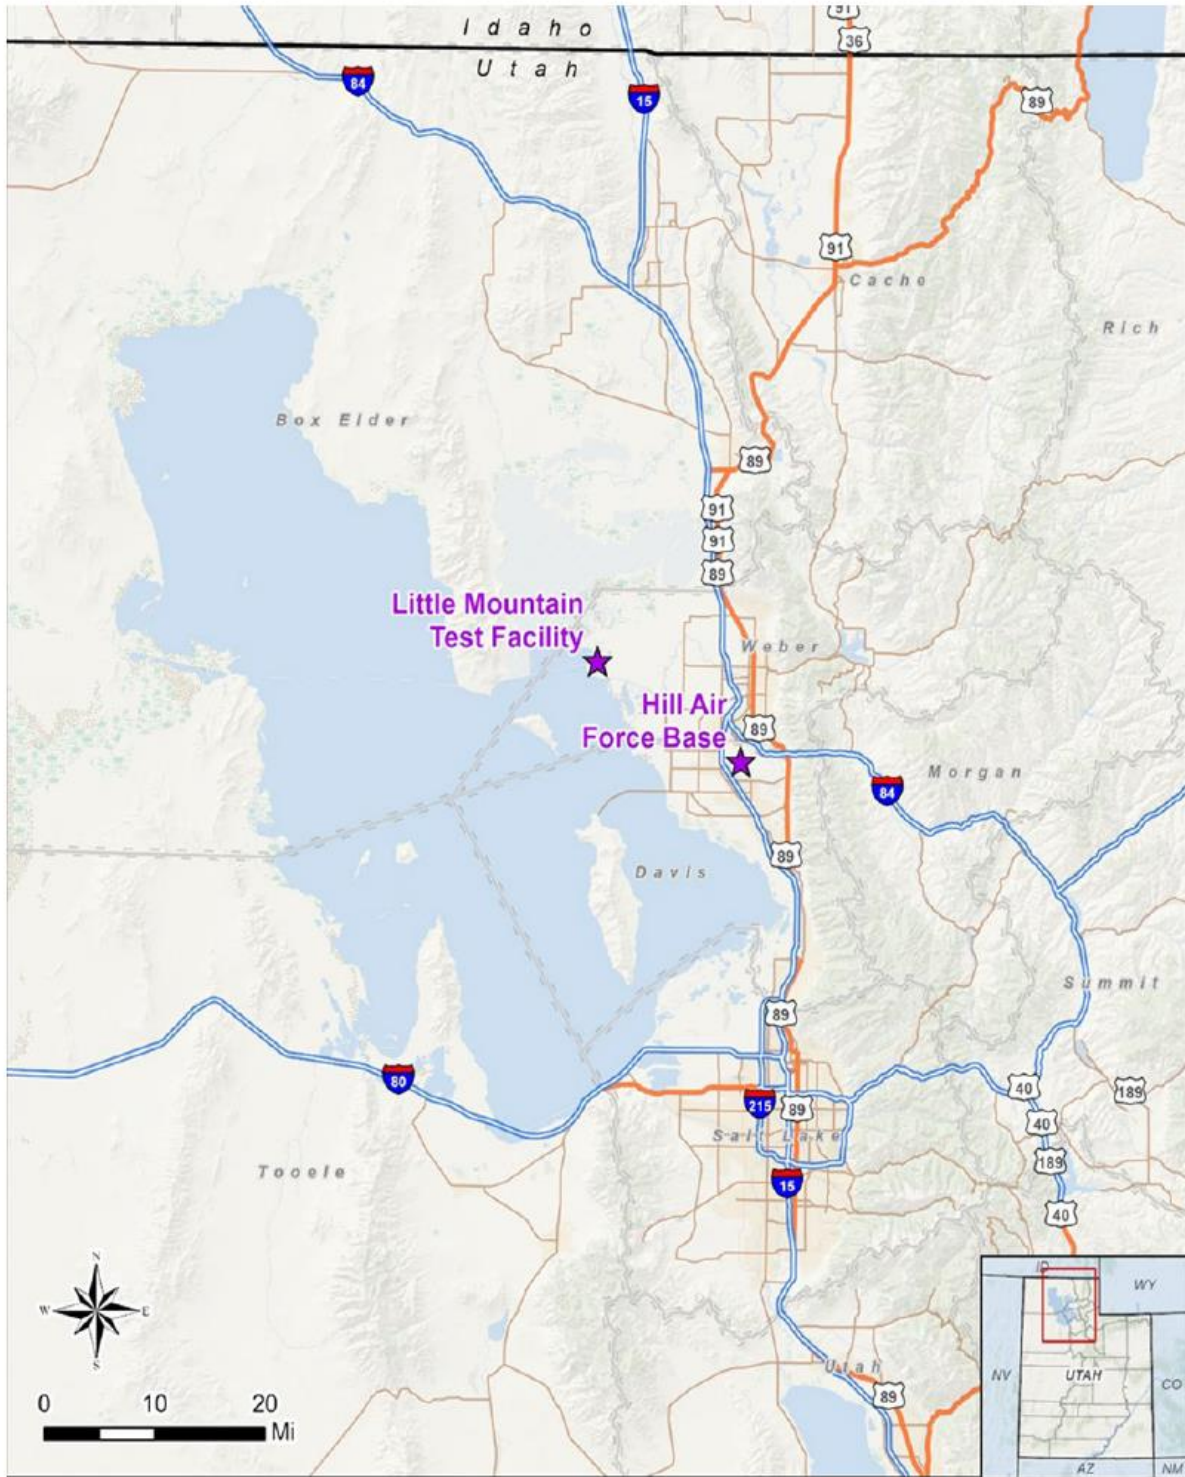 Idaho
Utah
91
36
84
15
89
91
Cache
Rich
Box Elder
89
91
91
89
Little Mountain
Test Facility
Weber
Hill Air
Force Base
89
Morgan
84
89
Davis
Summit
89
80
40
189
215
89
40
Salt Lake
189
Tooele
15
40
N
W E
S
Utah
89
0 10 20
Mi
ID
WY
NV
UTAH
CO
AZ
NM